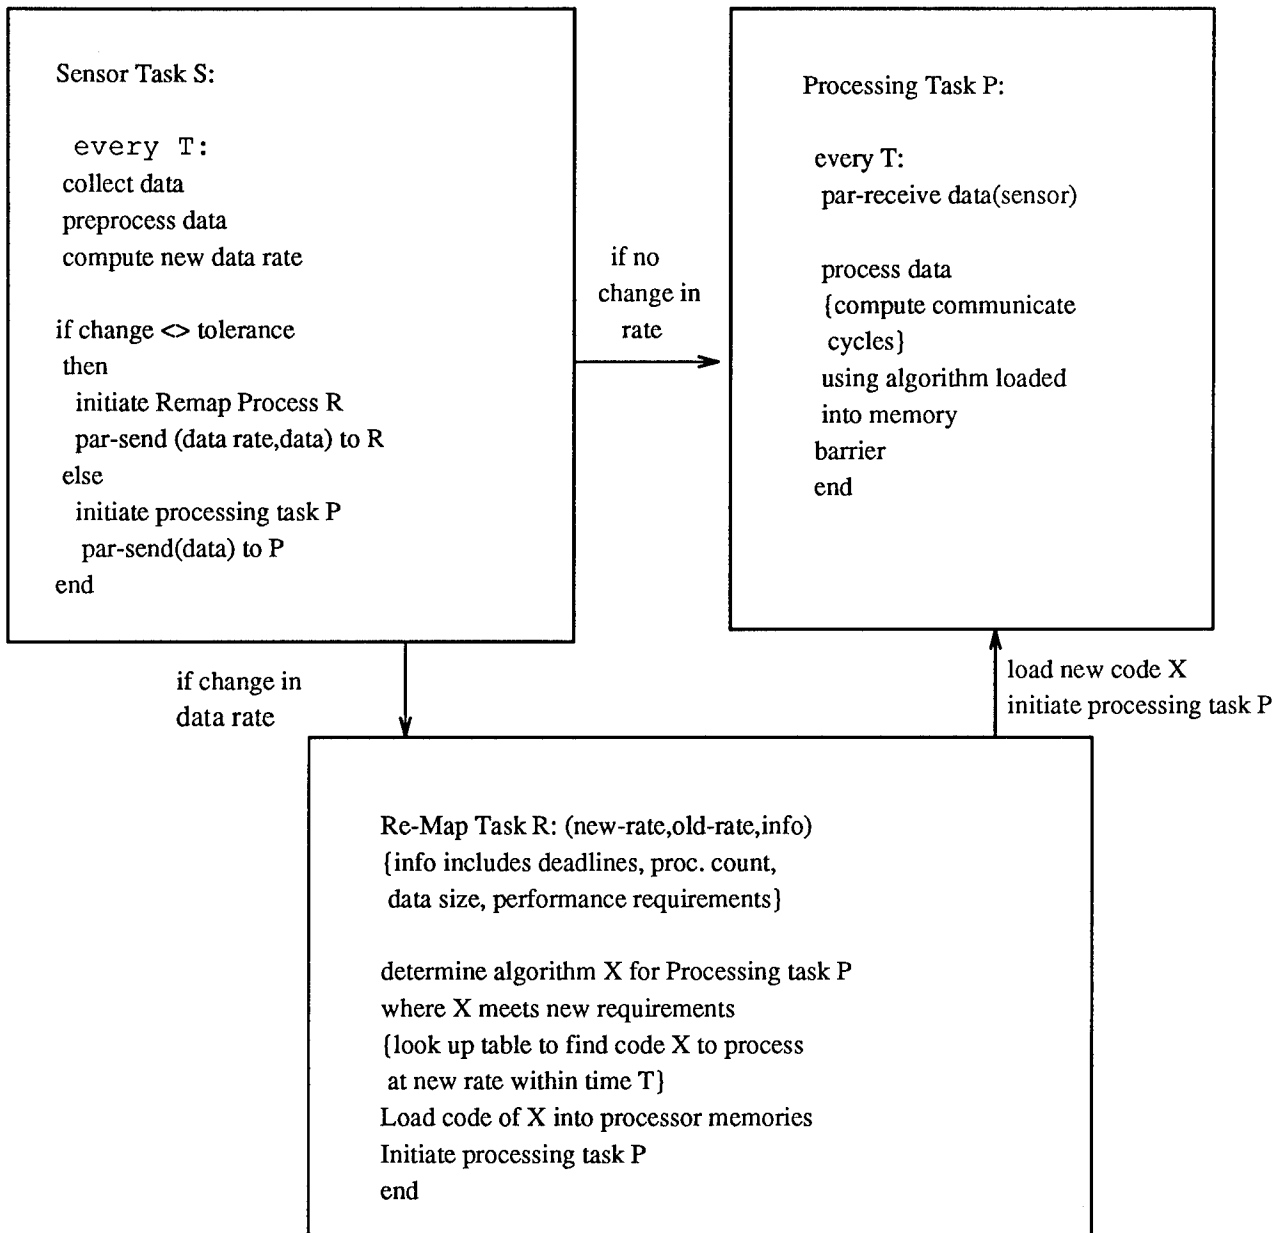 Sensor Task S:
every T:
collect data
preprocess data
compute new data rate
if change <> tolerance
then
initiate Remap Process R
par-send (data rate,data) to R
else
initiate processing task P
par-send(data) to P
end
if no
change in
rate
Processing Task P:
every T:
par-receive data(sensor)
process data
{compute communicate
cycles}
using algorithm loaded
into memory
barrier
end
if change in
data rate
load new code X
initiate processing task P
Re-Map Task R: (new-rate,old-rate,info)
{info includes deadlines, proc. count,
data size, performance requirements}
determine algorithm X for Processing task P
where X meets new requirements
{look up table to find code X to process
at new rate within time T}
Load code of X into processor memories
Initiate processing task P
end